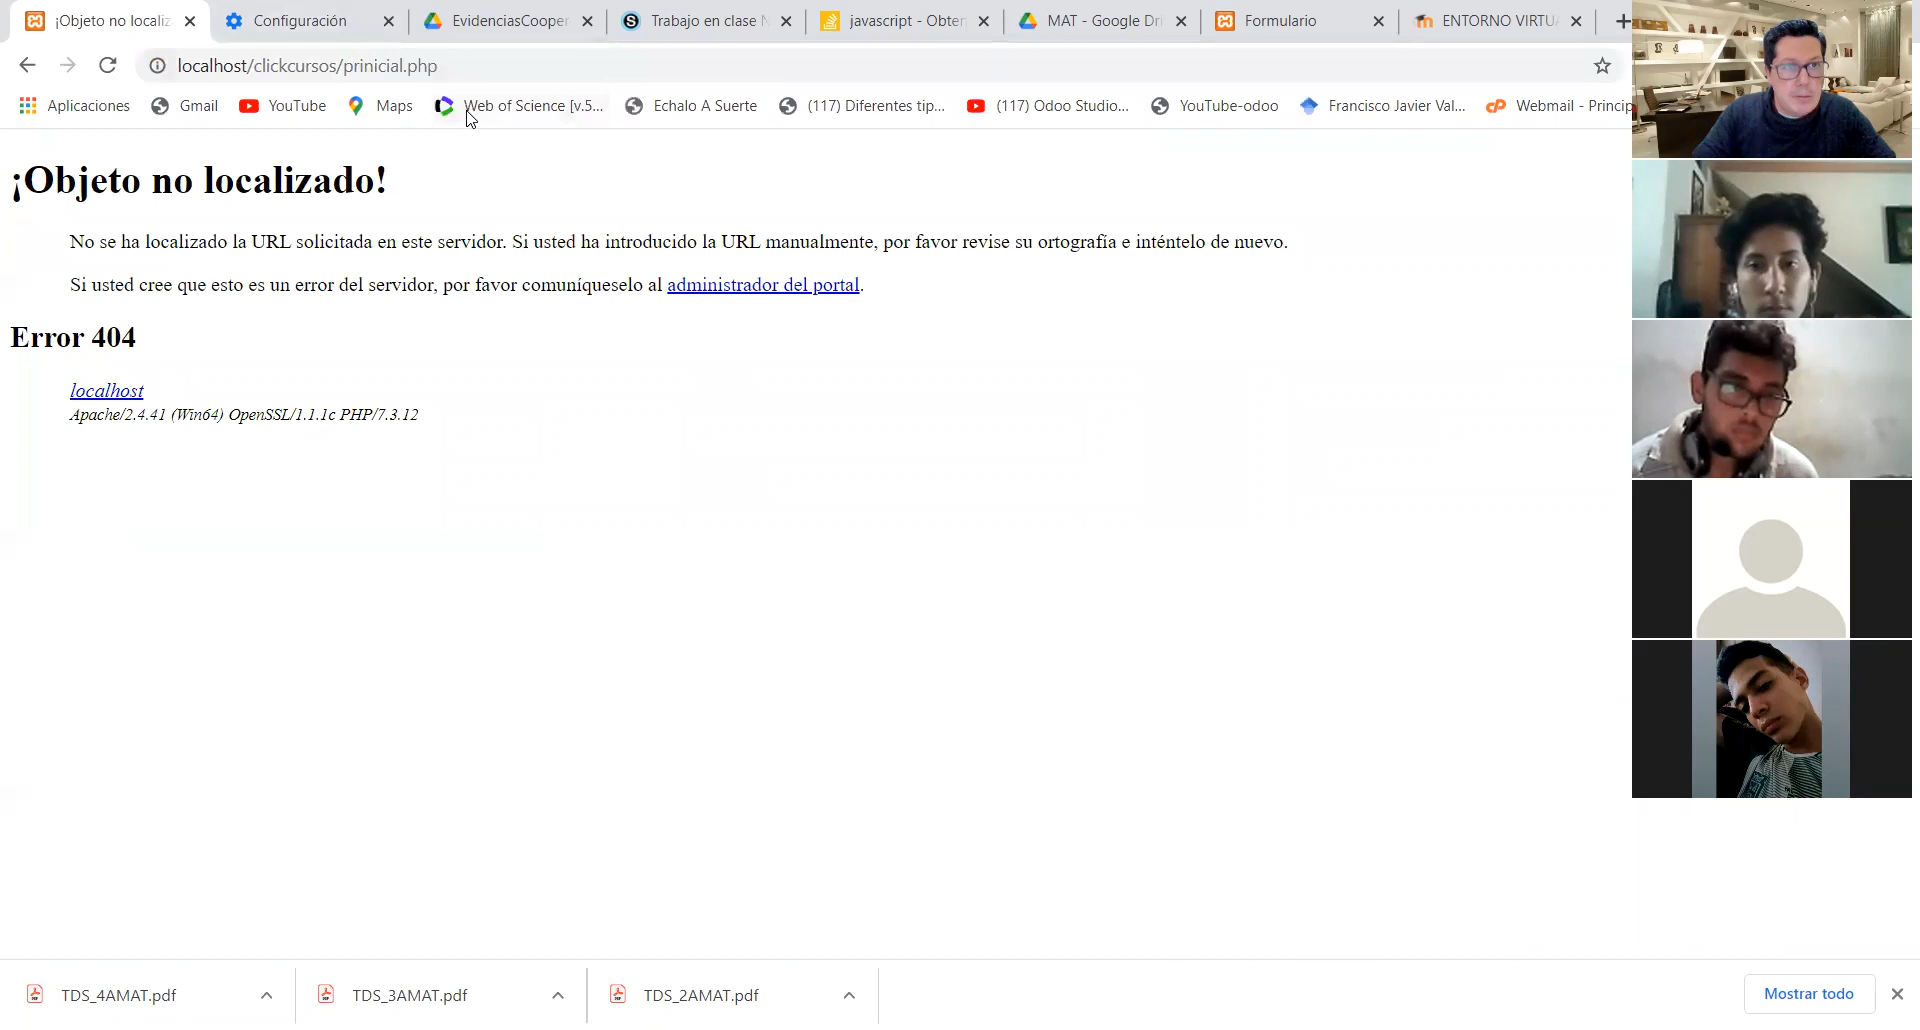 ¡Objeto no localiz
Configuración
EvidenciasCooper
Trabajo en clase N
javascript - Obten
MAT - Google Dri
Formulario
ENTORNO VIRTUA
localhost/clickcursos/prinicial.php
Aplicaciones
Gmail
YouTube
Maps
Web of Science [v.5...
Echalo A Suerte
(117) Diferentes tip...
(117) Odoo Studio...
YouTube-odoo
Francisco Javier Val...
Webmail - Princip
¡Objeto no localizado!
No se ha localizado la URL solicitada en este servidor. Si usted ha introducido la URL manualmente, por favor revise su ortografía e inténtelo de nuevo.
Si usted cree que esto es un error del servidor, por favor comuníqueselo al administrador del portal.
Error 404
localhost
Apache/2.4.41 (Win64) OpenSSL/1.1.1c PHP/7.3.12
TDS_4AMAT.pdf
TDS_3AMAT.pdf
TDS_2AMAT.pdf
Mostrar todo